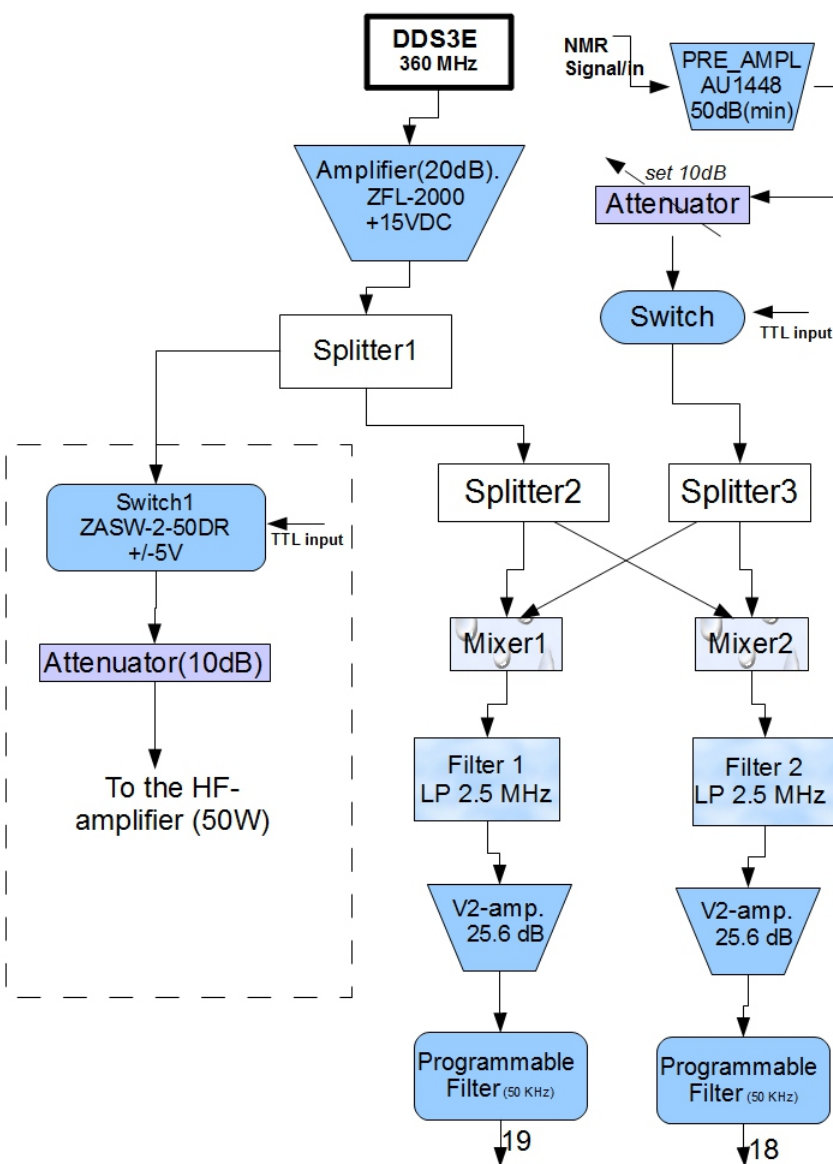 DDS3E
360 MHz
NMR
Signal/in
PRE_AMPL
AU1448
50dB(min)
Amplifier(20dB).
ZFL-2000
+15VDC
set 10dB
Attenuator
Switch
TTL input
Splitter1
Splitter2
Splitter3
Switch1
ZASW-2-50DR
+/-5V
TTL input
Attenuator(10dB)
To the HF-
amplifier (50W)
Mixer1
Mixer2
Filter 1
LP 2.5 MHz
Filter 2
LP 2.5 MHz
V2-amp.
25.6 dB
V2-amp.
25.6 dB
Programmable
Filter (50 KHz)
Programmable
Filter (50 KHz)
19
18